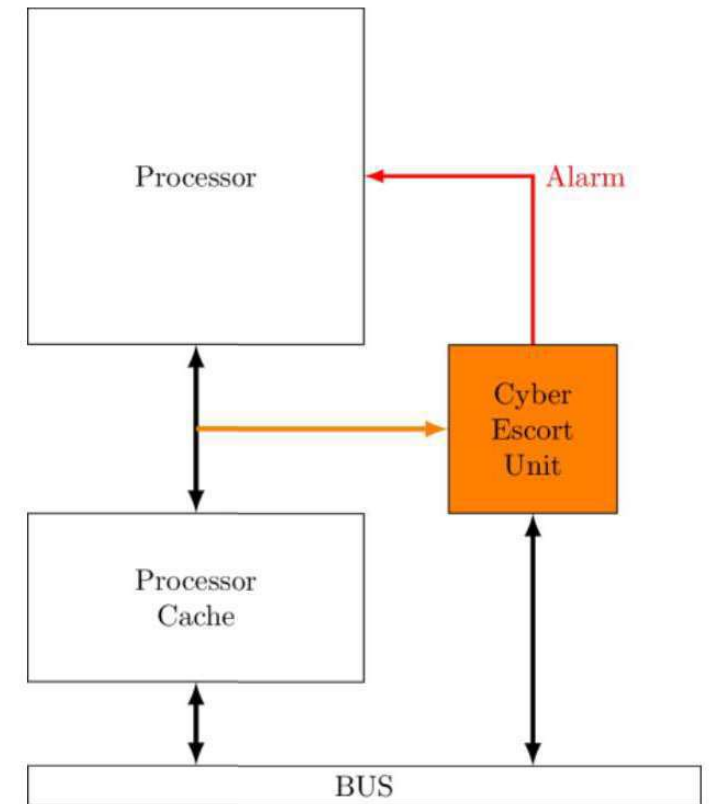 Processor
Alarm
Cyber
Escort
Unit
Processor
Cache
BUS